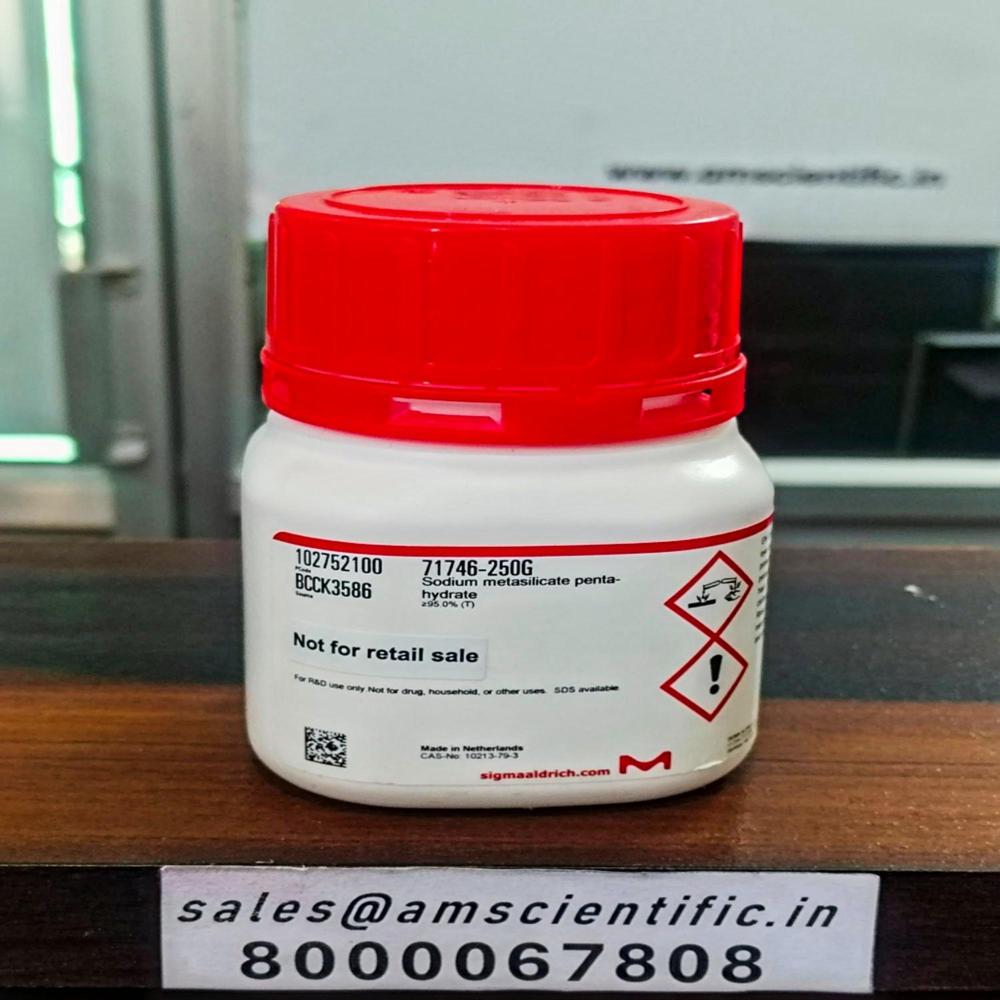 www.amscientific.in
102752100
PCode
BCCK3586
Source
71746-250G
Sodium metasilicate penta-
hydrate
≥95.0% (T)
Not for retail sale
For R&D use only. Not for drug, household, or other uses. SDS available
Made in Netherlands
CAS-No: 10213-79-3
sigmaaldrich.com
sales@amscientific.in
8000067808